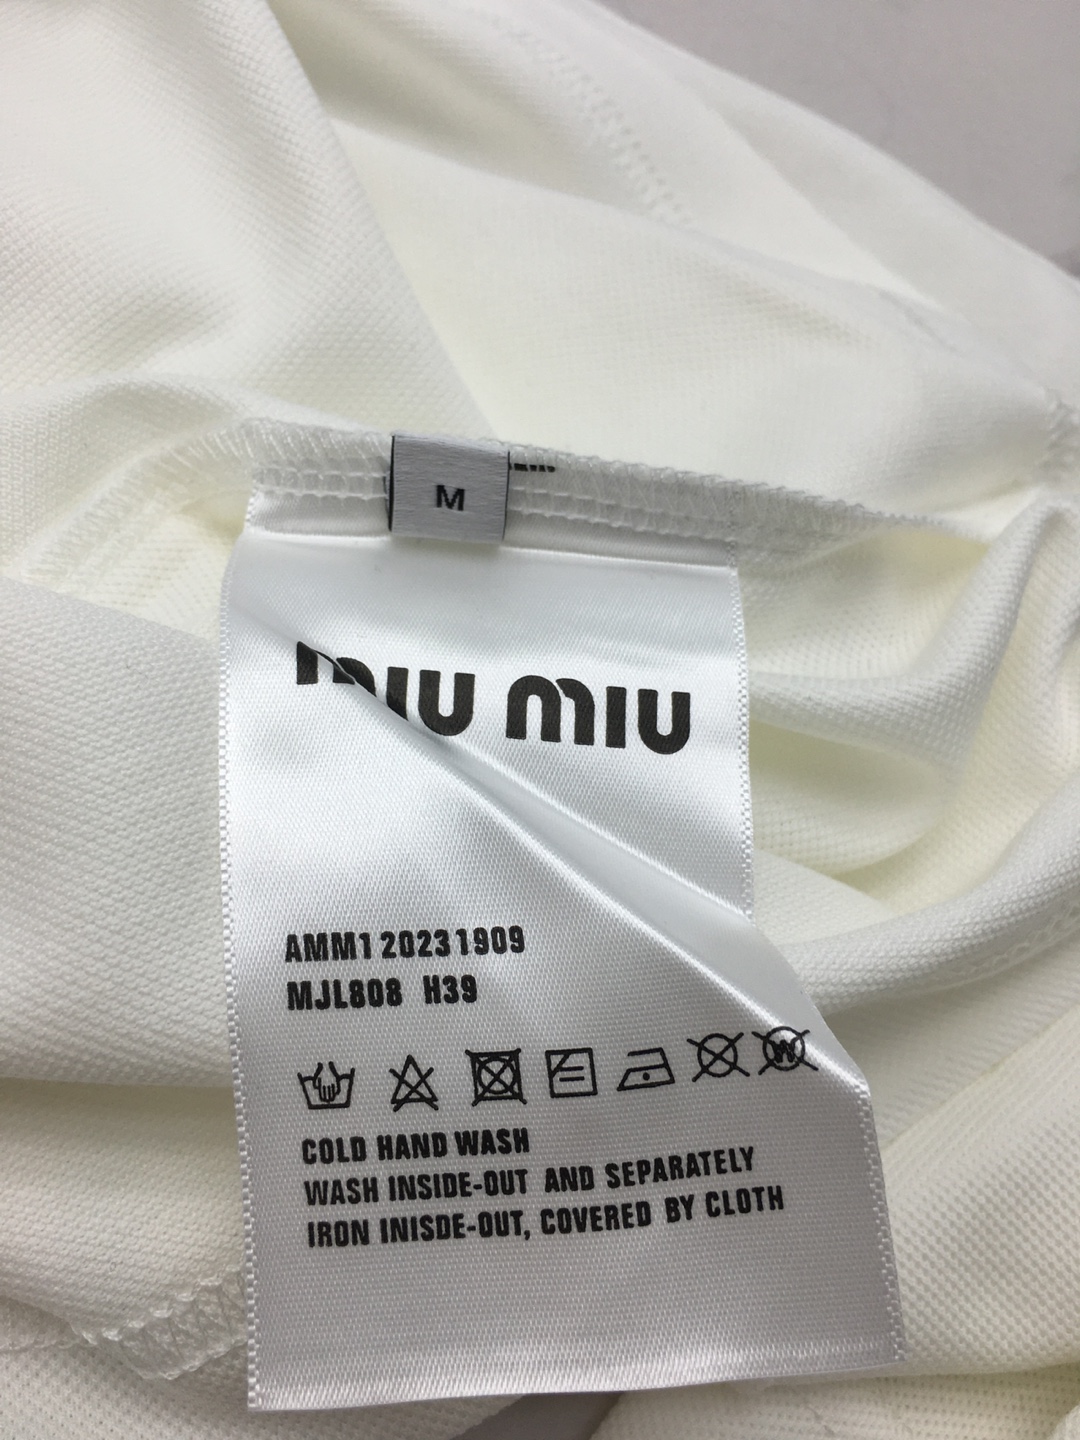 M
MIU MIU
AMM1 20231909
MJL808 H39
W
COLD HAND WASH
WASH INSIDE-OUT AND SEPARATELY
IRON INISDE-OUT, COVERED BY CLOTH